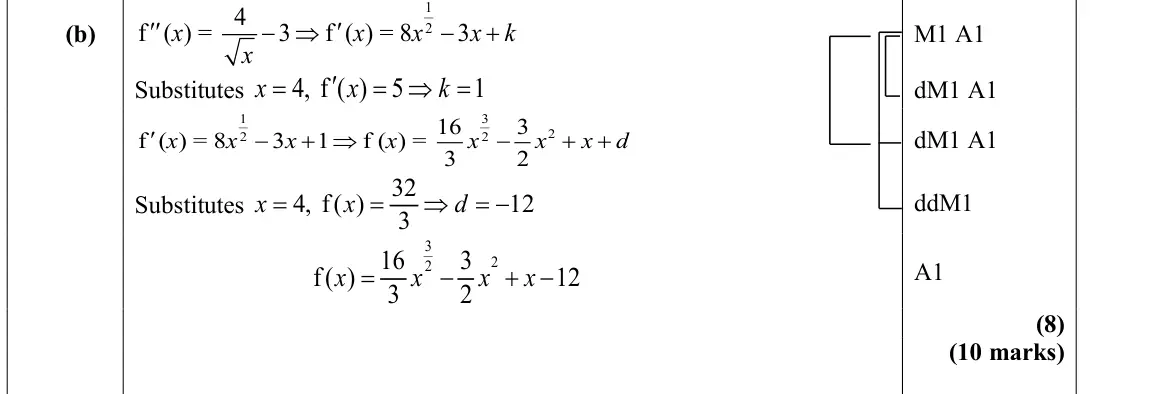 (b) f″(x) = 4/√x − 3 ⇒ f′(x) = 8x^(1/2) − 3x + k M1 A1
Substitutes x = 4, f′(x) = 5 ⇒ k = 1 dM1 A1
f′(x) = 8x^(1/2) − 3x + 1 ⇒ f (x) = 16/3 x^(3/2) − 3/2 x² + x + d dM1 A1
Substitutes x = 4, f(x) = 32/3 ⇒ d = −12 ddM1
f(x) = 16/3 x^(3/2) − 3/2 x² + x − 12 A1
(8)
(10 marks)